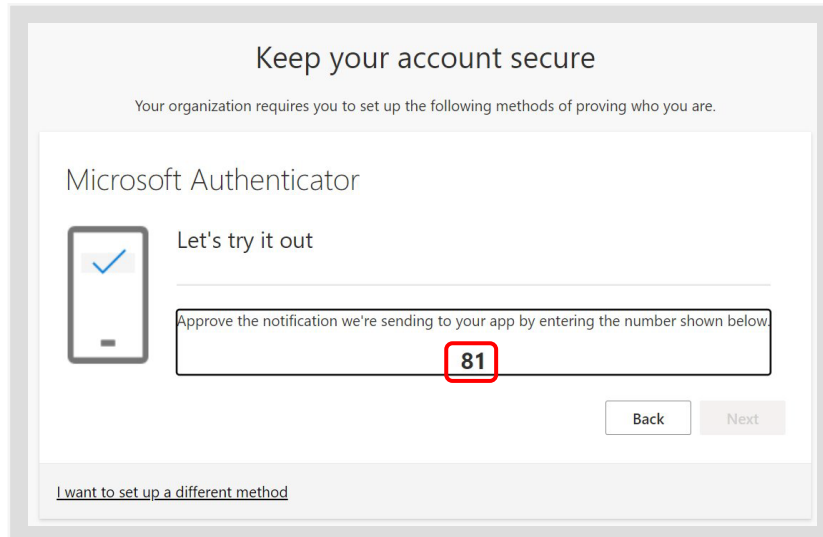 Keep your account secure
Your organization requires you to set up the following methods of proving who you are.
Microsoft Authenticator
Let's try it out
Approve the notification we're sending to your app by entering the number shown below.
81
Back Next
I want to set up a different method